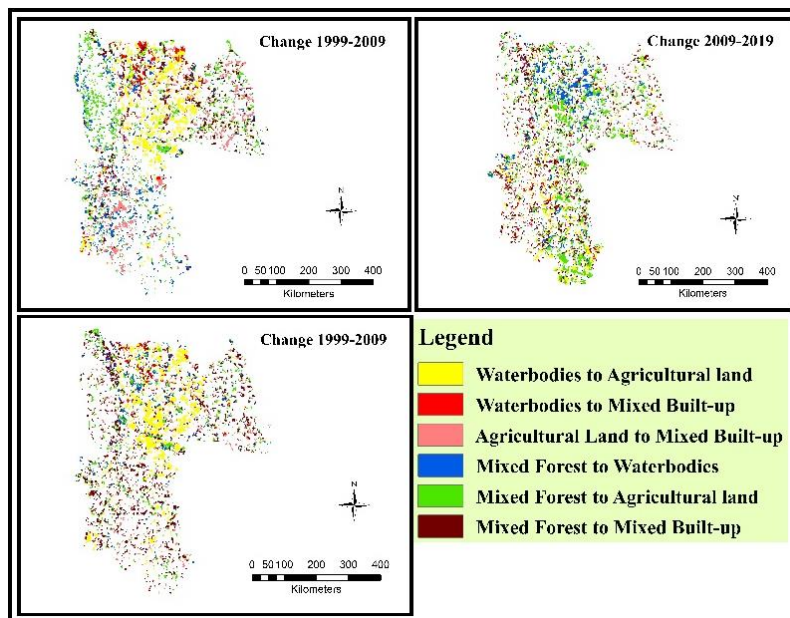 Change 1999-2009
N
0 50 100 200 300 400
Kilometers
Change 2009-2019
N
0 50 100 200 300 400
Kilometers
Change 1999-2009
N
0 50 100 200 300 400
Kilometers
Legend
Waterbodies to Agricultural land
Waterbodies to Mixed Built-up
Agricultural Land to Mixed Built-up
Mixed Forest to Waterbodies
Mixed Forest to Agricultural land
Mixed Forest to Mixed Built-up